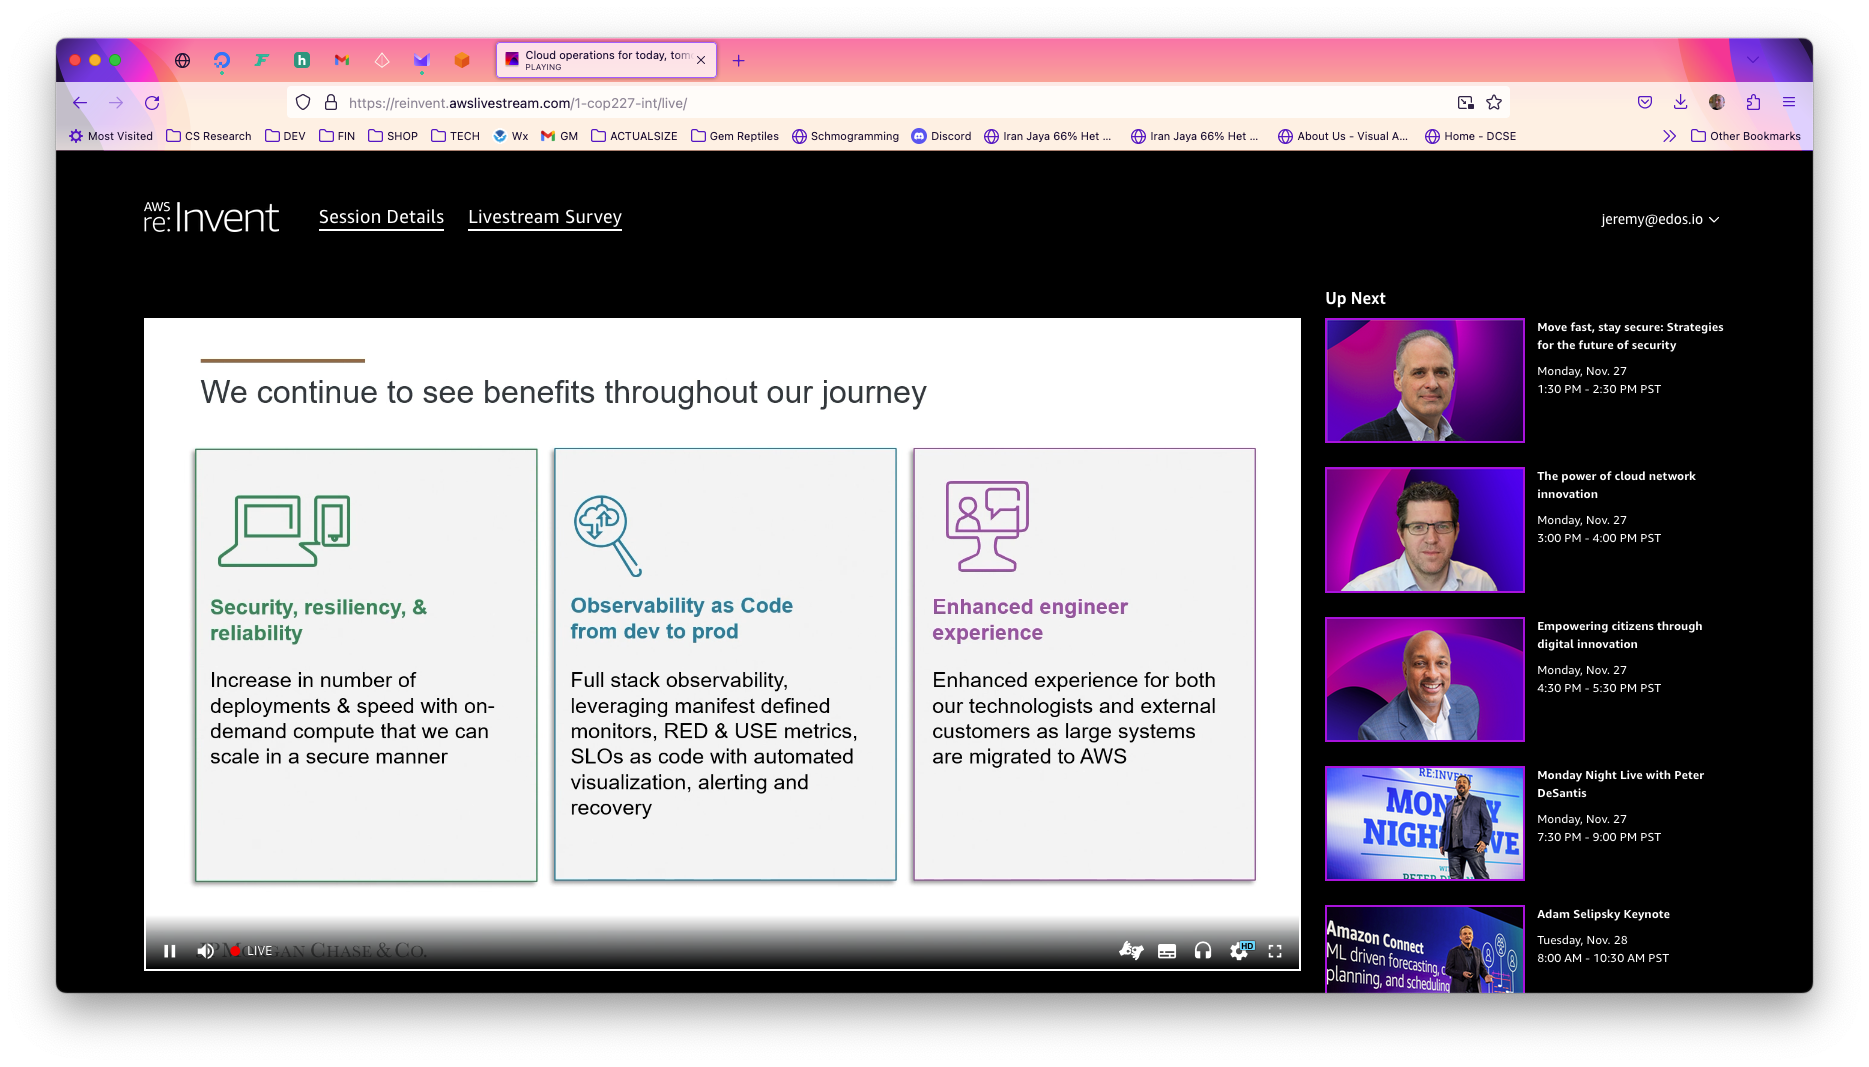 Cloud operations for today, tom
PLAYING
https://reinvent.awslivestream.com/1-cop227-int/live/
Most Visited
CS Research
DEV
FIN
SHOP
TECH
Wx
GM
ACTUALSIZE
Gem Reptiles
Schmogramming
Discord
Iran Jaya 66% Het ...
Iran Jaya 66% Het ...
About Us - Visual A...
Home - DCSE
Other Bookmarks
AWS
re:Invent
Session Details
Livestream Survey
jeremy@edos.io
We continue to see benefits throughout our journey
Security, resiliency, &
reliability
Increase in number of
deployments & speed with on-
demand compute that we can
scale in a secure manner
Observability as Code
from dev to prod
Full stack observability,
leveraging manifest defined
monitors, RED & USE metrics,
SLOs as code with automated
visualization, alerting and
recovery
Enhanced engineer
experience
Enhanced experience for both
our technologists and external
customers as large systems
are migrated to AWS
LIVE
CHASE & CO.
HD
Up Next
Move fast, stay secure: Strategies
for the future of security
Monday, Nov. 27
1:30 PM - 2:30 PM PST
The power of cloud network
innovation
Monday, Nov. 27
3:00 PM - 4:00 PM PST
Empowering citizens through
digital innovation
Monday, Nov. 27
4:30 PM - 5:30 PM PST
RE:INVENT
Monday Night Live with Peter
DeSantis
Monday, Nov. 27
7:30 PM - 9:00 PM PST
Amazon Connect
ML driven forecasting,
planning, and scheduling
Adam Selipsky Keynote
Tuesday, Nov. 28
8:00 AM - 10:30 AM PST